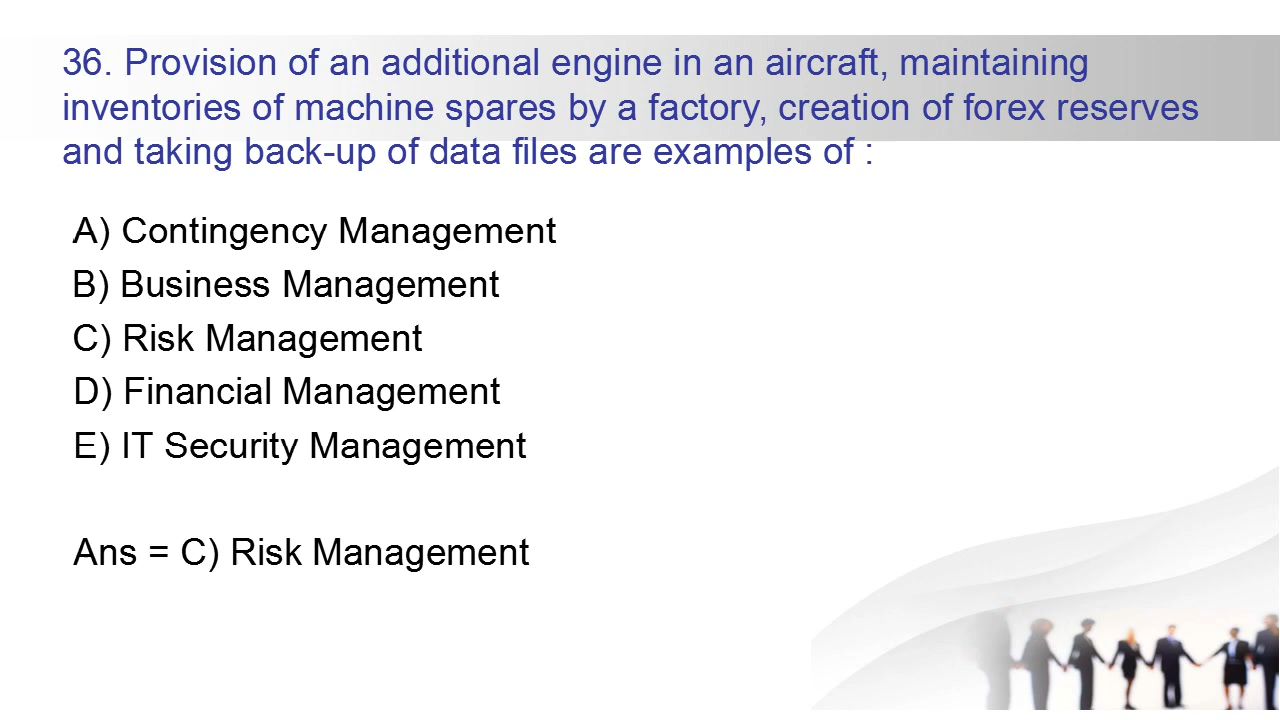 36. Provision of an additional engine in an aircraft, maintaining
inventories of machine spares by a factory, creation of forex reserves
and taking back-up of data files are examples of :
A) Contingency Management
B) Business Management
C) Risk Management
D) Financial Management
E) IT Security Management
Ans = C) Risk Management